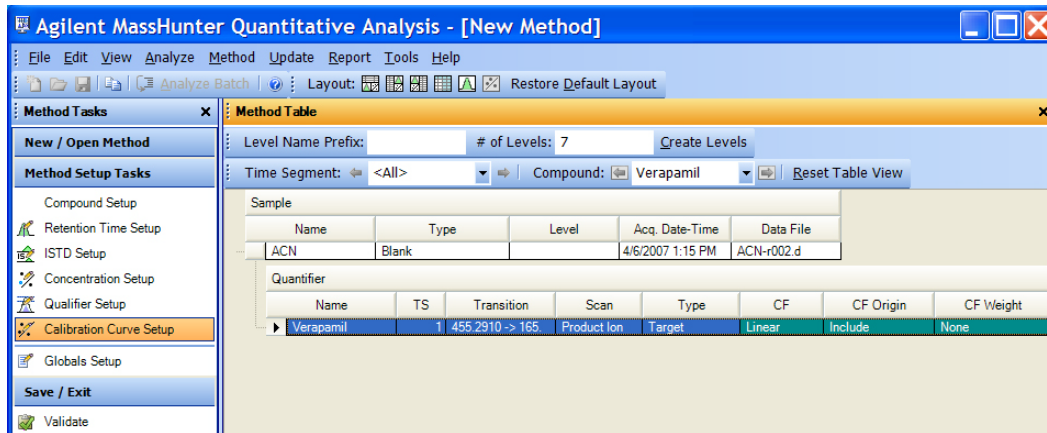 Agilent MassHunter Quantitative Analysis - [New Method]
File Edit View Analyze Method Update Report Tools Help
Analyze Batch Layout: Restore Default Layout
Method Tasks x
New / Open Method
Method Setup Tasks
Compound Setup
Retention Time Setup
ISTD Setup
Concentration Setup
Qualifier Setup
Calibration Curve Setup
Globals Setup
Save / Exit
Validate
Method Table x
Level Name Prefix: # of Levels: 7 Create Levels
Time Segment: <All> Compound: Verapamil Reset Table View
Sample
Name Type Level Acq. Date-Time Data File
ACN Blank 4/6/2007 1:15 PM ACN-r002.d
Quantifier
Name TS Transition Scan Type CF CF Origin CF Weight
Verapamil 1 455.2910 -> 165. Product Ion Target Linear Include None